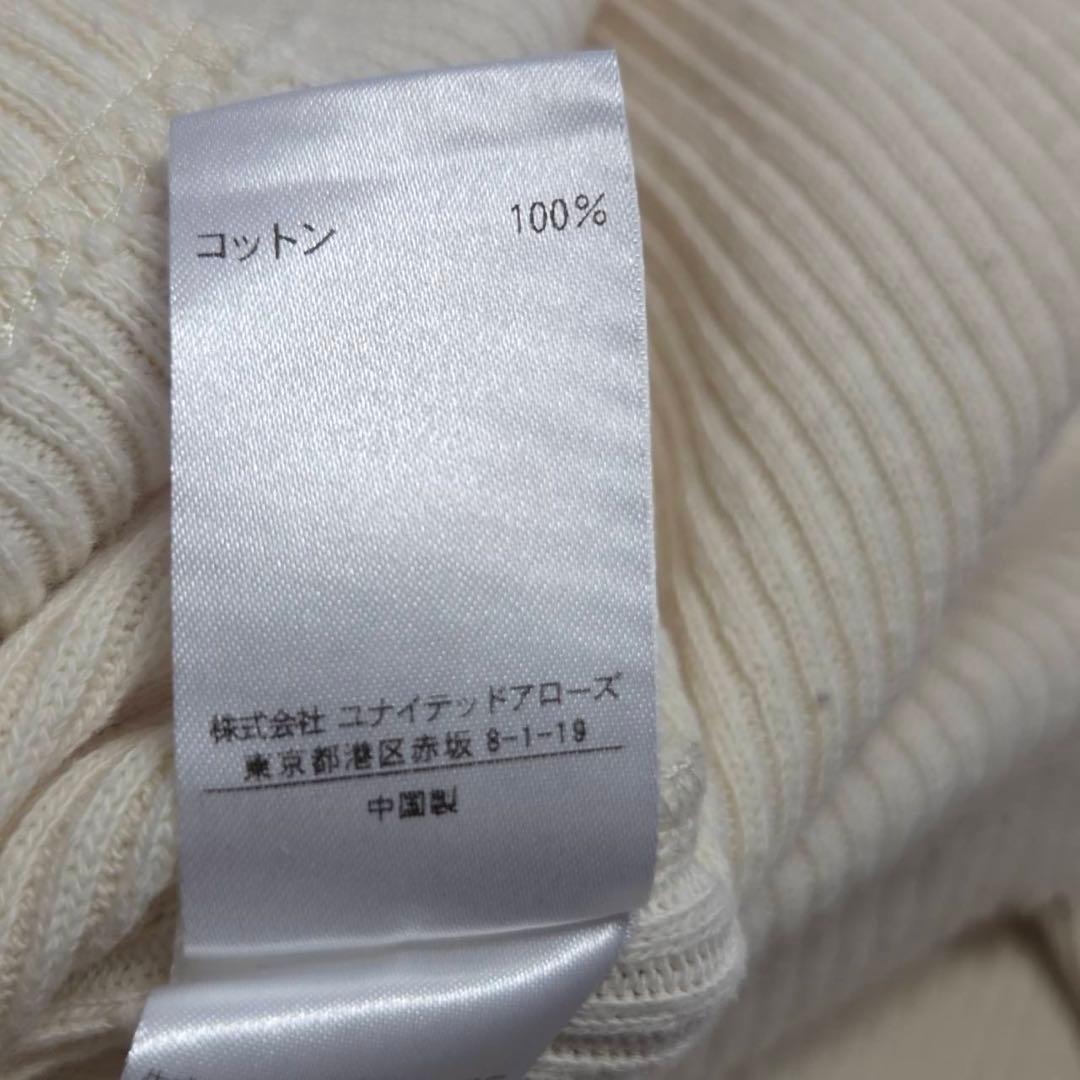 コットン 100%
株式会社 ユナイテッドアローズ
東京都港区赤坂 8-1-19
中国製